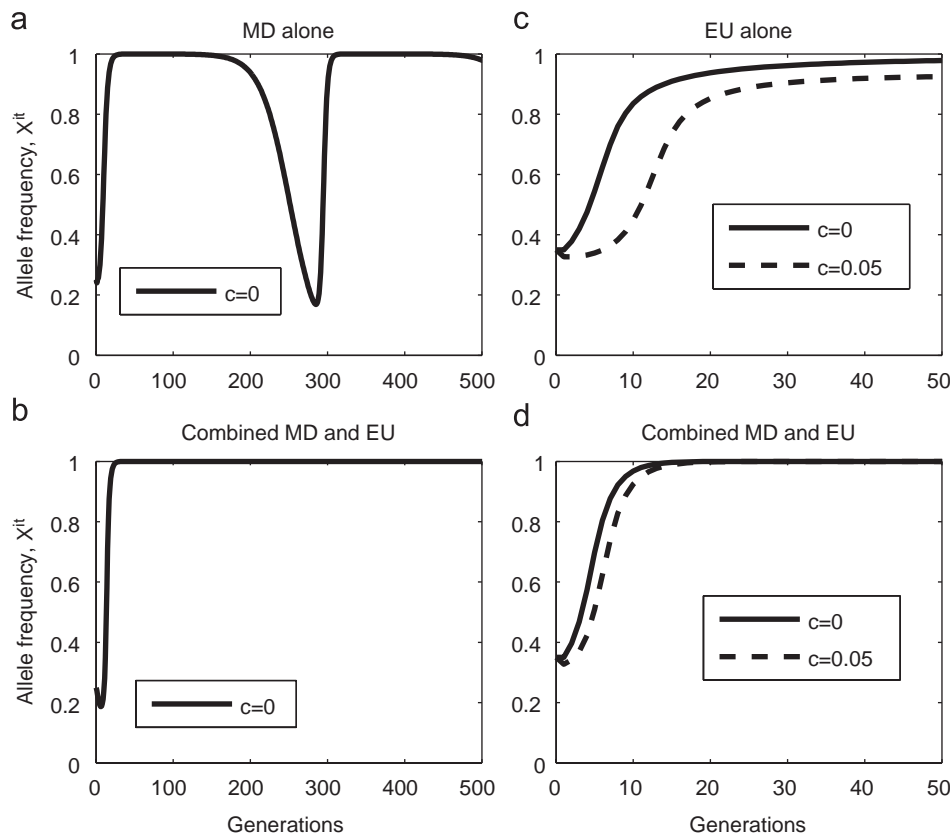 a
MD alone
Allele frequency, X^it
1
0.8
0.6
0.4
0.2
0
c=0
0 100 200 300 400 500
c
EU alone
1
0.8
0.6
0.4
0.2
0
c=0
c=0.05
0 10 20 30 40 50
b
Combined MD and EU
Allele frequency, X^it
1
0.8
0.6
0.4
0.2
0
c=0
0 100 200 300 400 500
Generations
d
Combined MD and EU
1
0.8
0.6
0.4
0.2
0
c=0
c=0.05
0 10 20 30 40 50
Generations